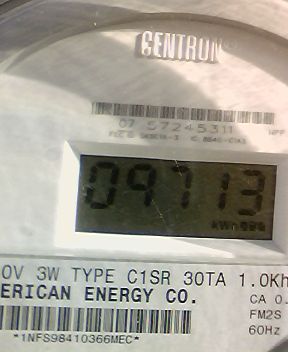 CENTRON®
07 57245311
09713
0V 3W TYPE C1SR 30TA 1.0Kh
ERICAN ENERGY CO.
CA 0.
FM2S
60Hz
*1NFS98410366MEC*